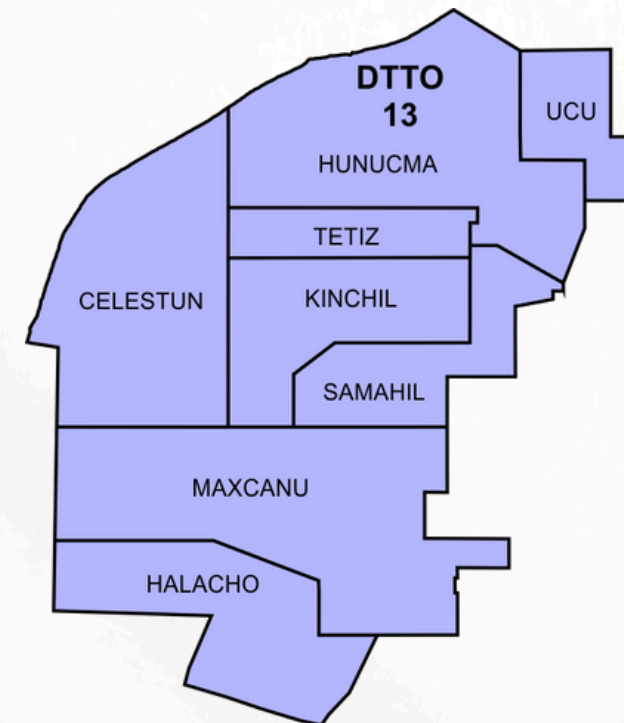 DTTO
13
UCU
HUNUCMA
TETIZ
CELESTUN
KINCHIL
SAMAHIL
MAXCANU
HALACHO